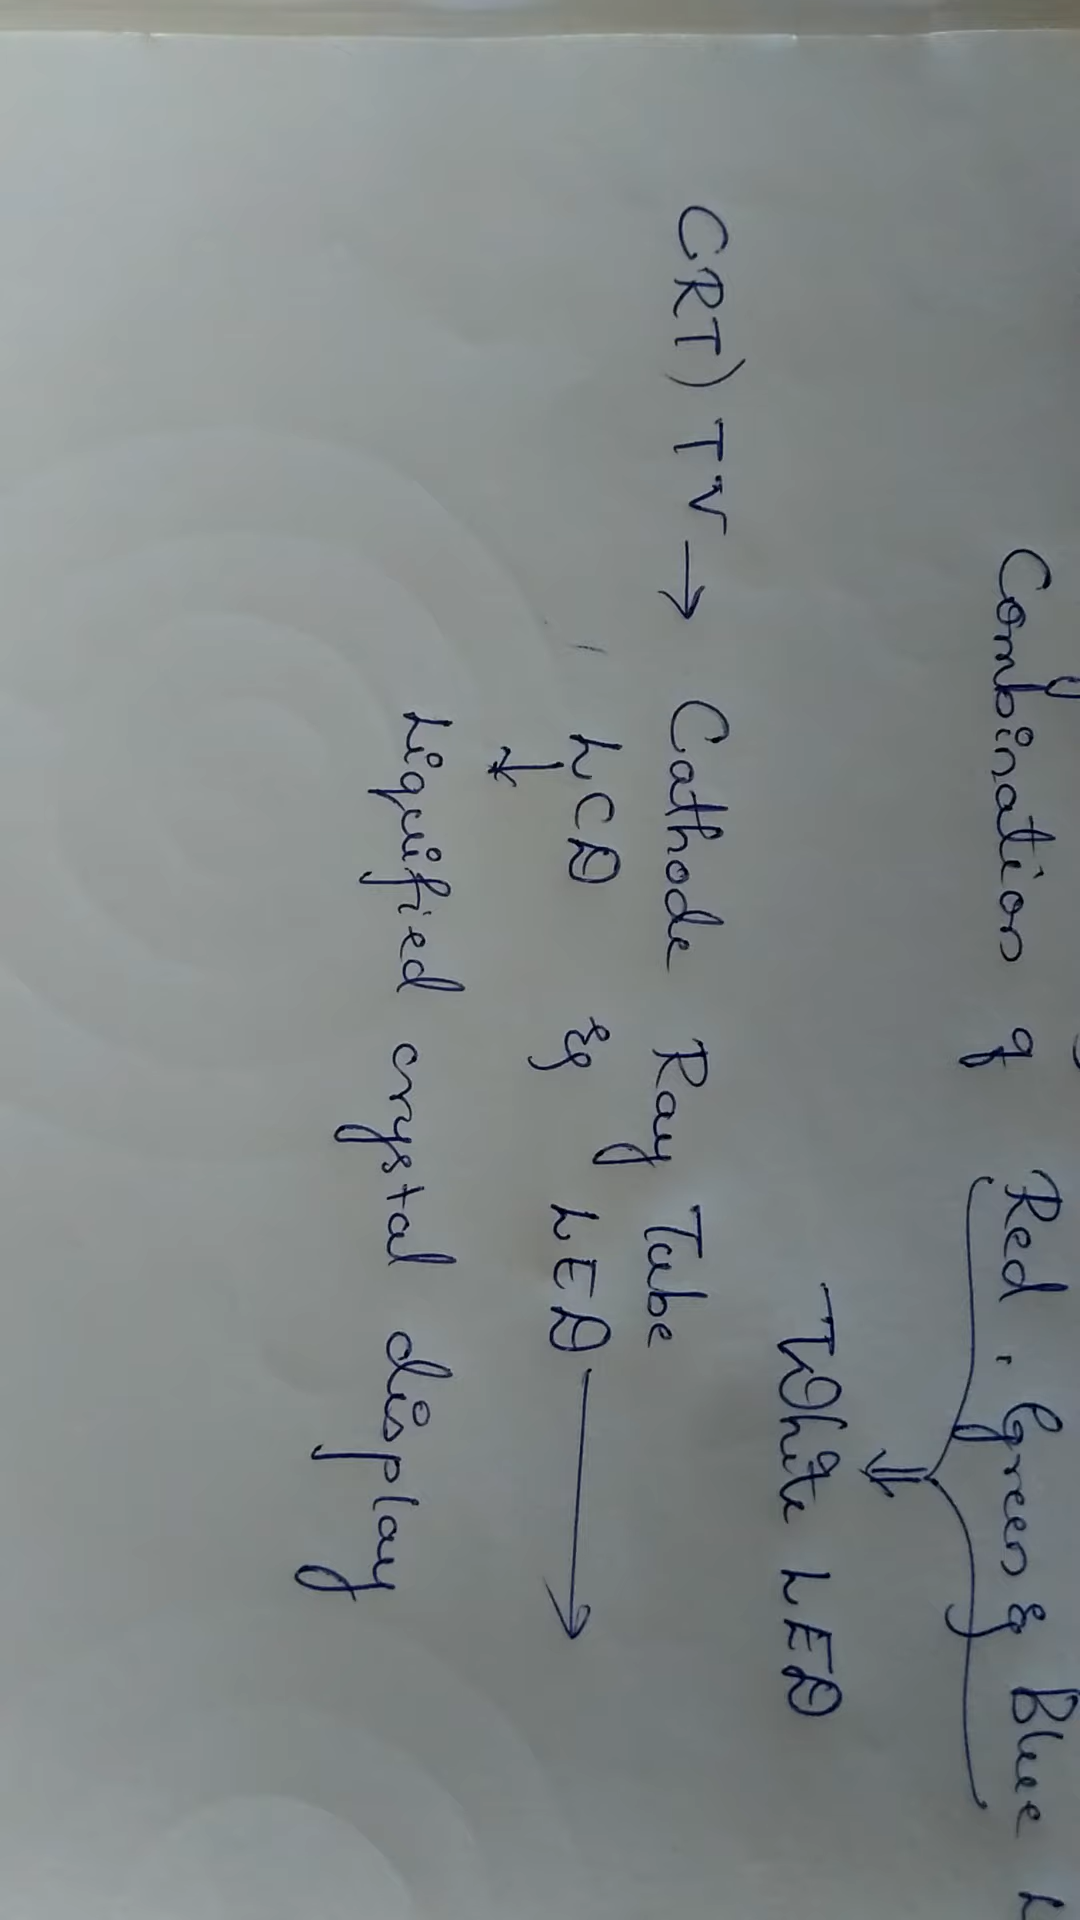 Combination of Red, Green & Blue L
⇓
White LED
CRT) TV → Cathode Ray Tube
LCD & LED →
↓
Liquified crystal display